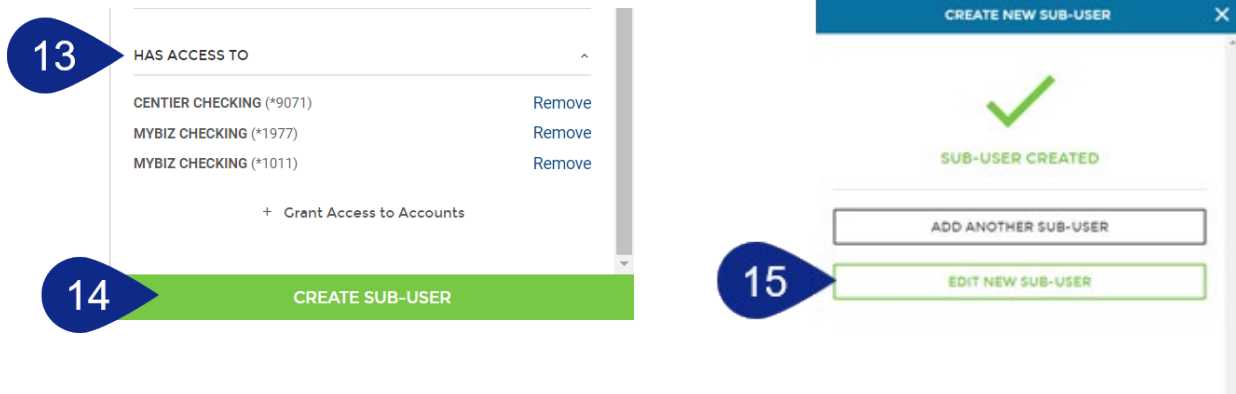 13
HAS ACCESS TO
CENTIER CHECKING (*9071) Remove
MYBIZ CHECKING (*1977) Remove
MYBIZ CHECKING (*1011) Remove
+ Grant Access to Accounts
14
CREATE SUB-USER
CREATE NEW SUB-USER
SUB-USER CREATED
ADD ANOTHER SUB-USER
15
EDIT NEW SUB-USER